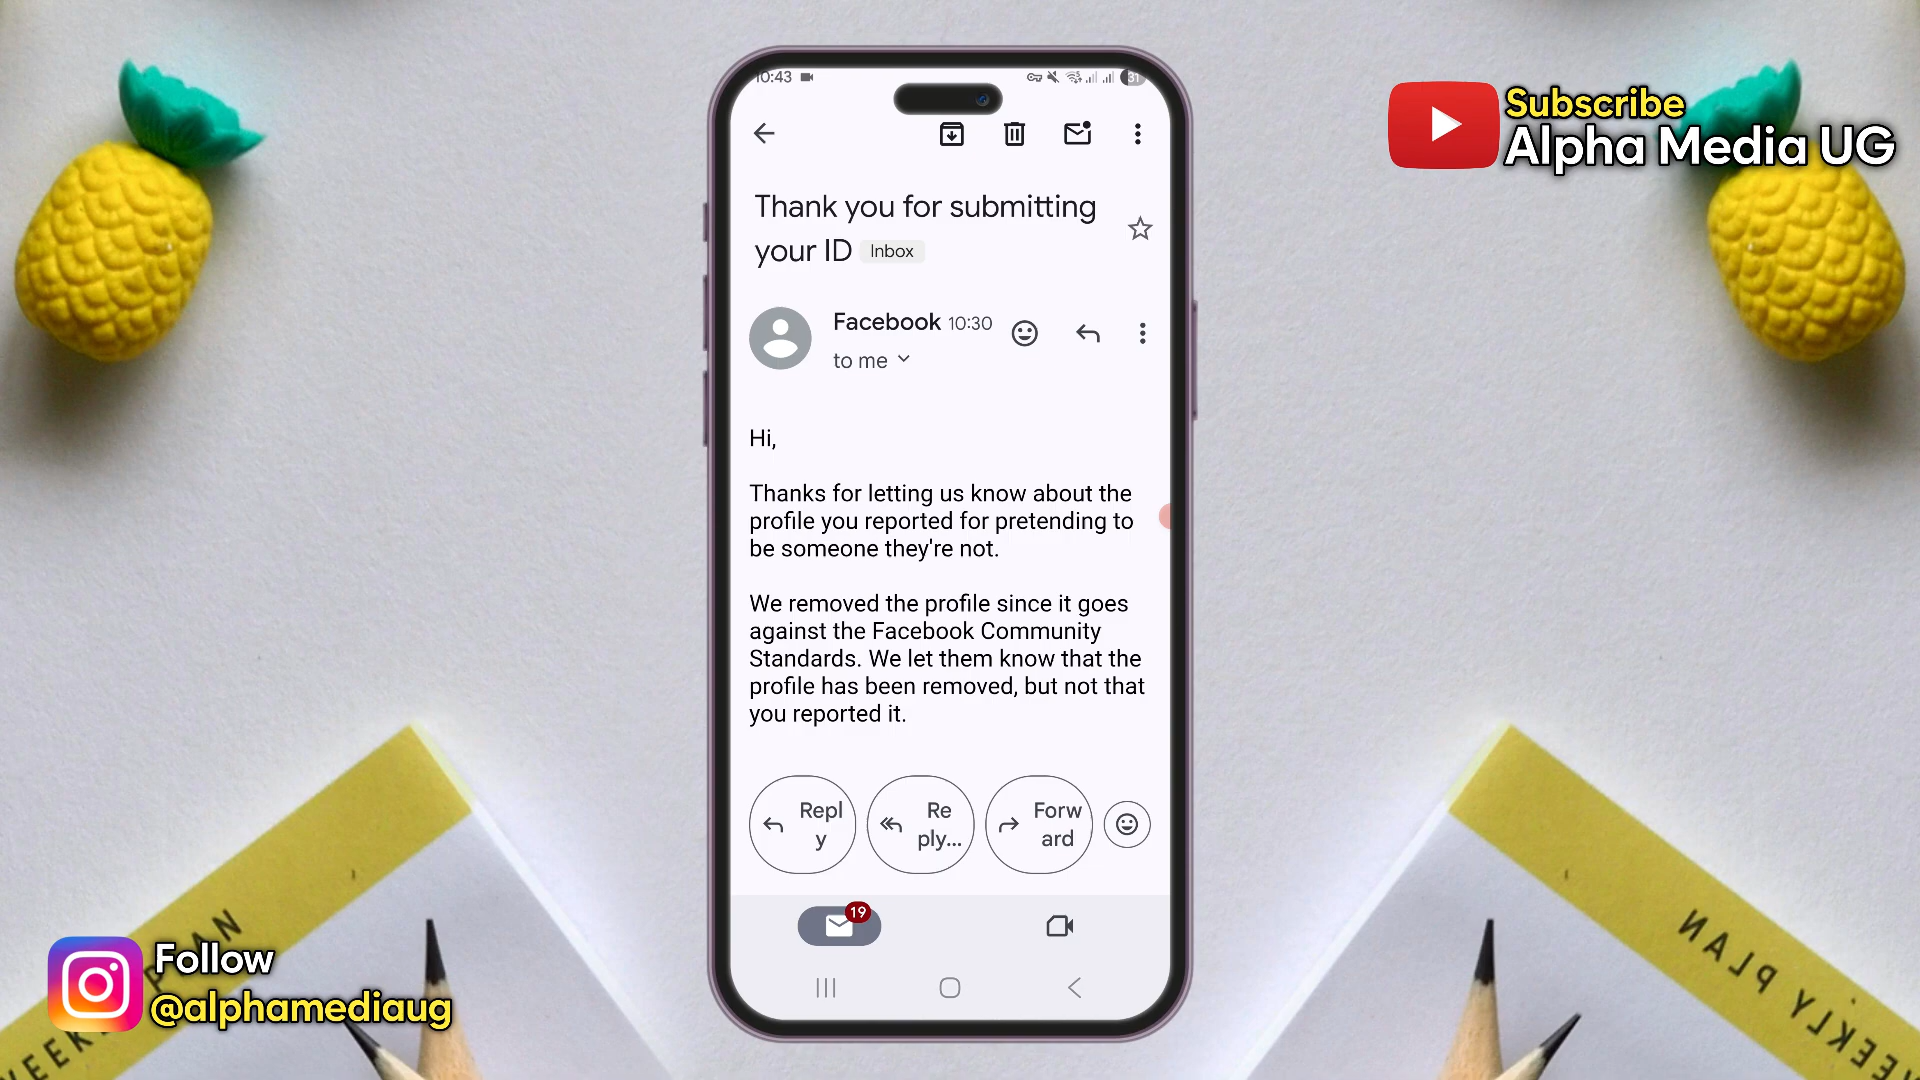 10:43
31
Subscribe
Alpha Media UG
Thank you for submitting
your ID Inbox
Facebook 10:30
to me
Hi,
Thanks for letting us know about the
profile you reported for pretending to
be someone they're not.
We removed the profile since it goes
against the Facebook Community
Standards. We let them know that the
profile has been removed, but not that
you reported it.
Repl
y
Re
ply...
Forw
ard
19
Follow
@alphamediaug
WEEKLY PLAN